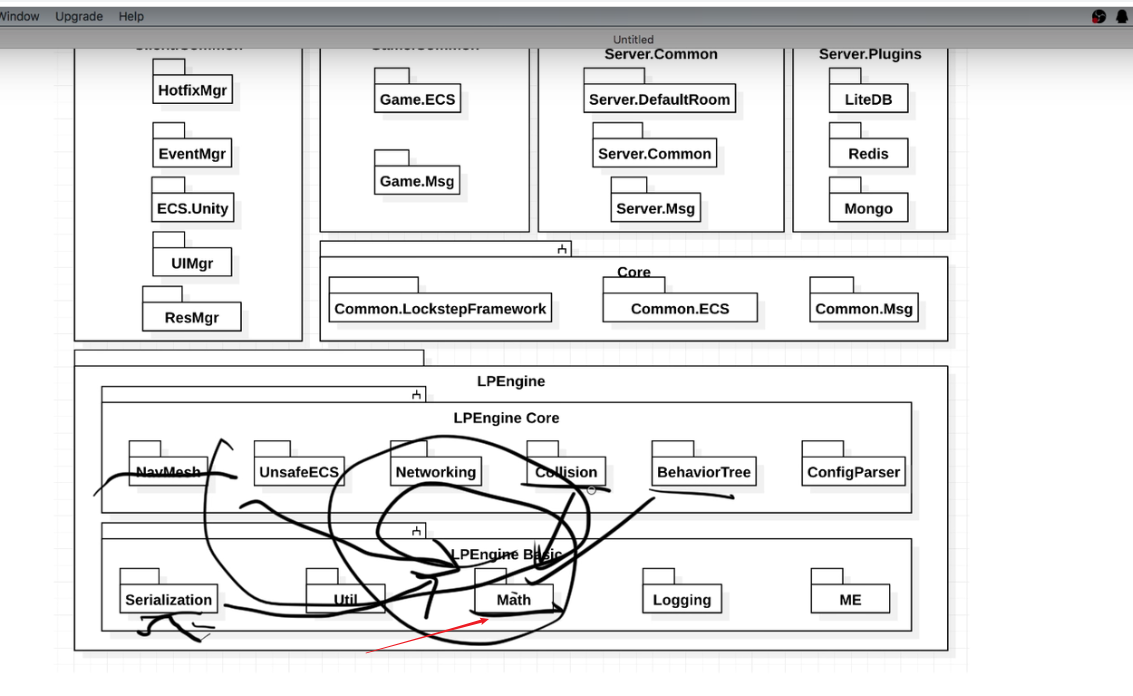 Window Upgrade Help
Untitled
Server.Common
Server.Plugins
HotfixMgr
EventMgr
ECS.Unity
UIMgr
ResMgr
Game.ECS
Game.Msg
Server.DefaultRoom
Server.Common
Server.Msg
LiteDB
Redis
Mongo
Core
Common.LockstepFramework
Common.ECS
Common.Msg
LPEngine
LPEngine Core
NavMesh
UnsafeECS
Networking
Collision
BehaviorTree
ConfigParser
LPEngine Basic
Serialization
Util
Math
Logging
ME